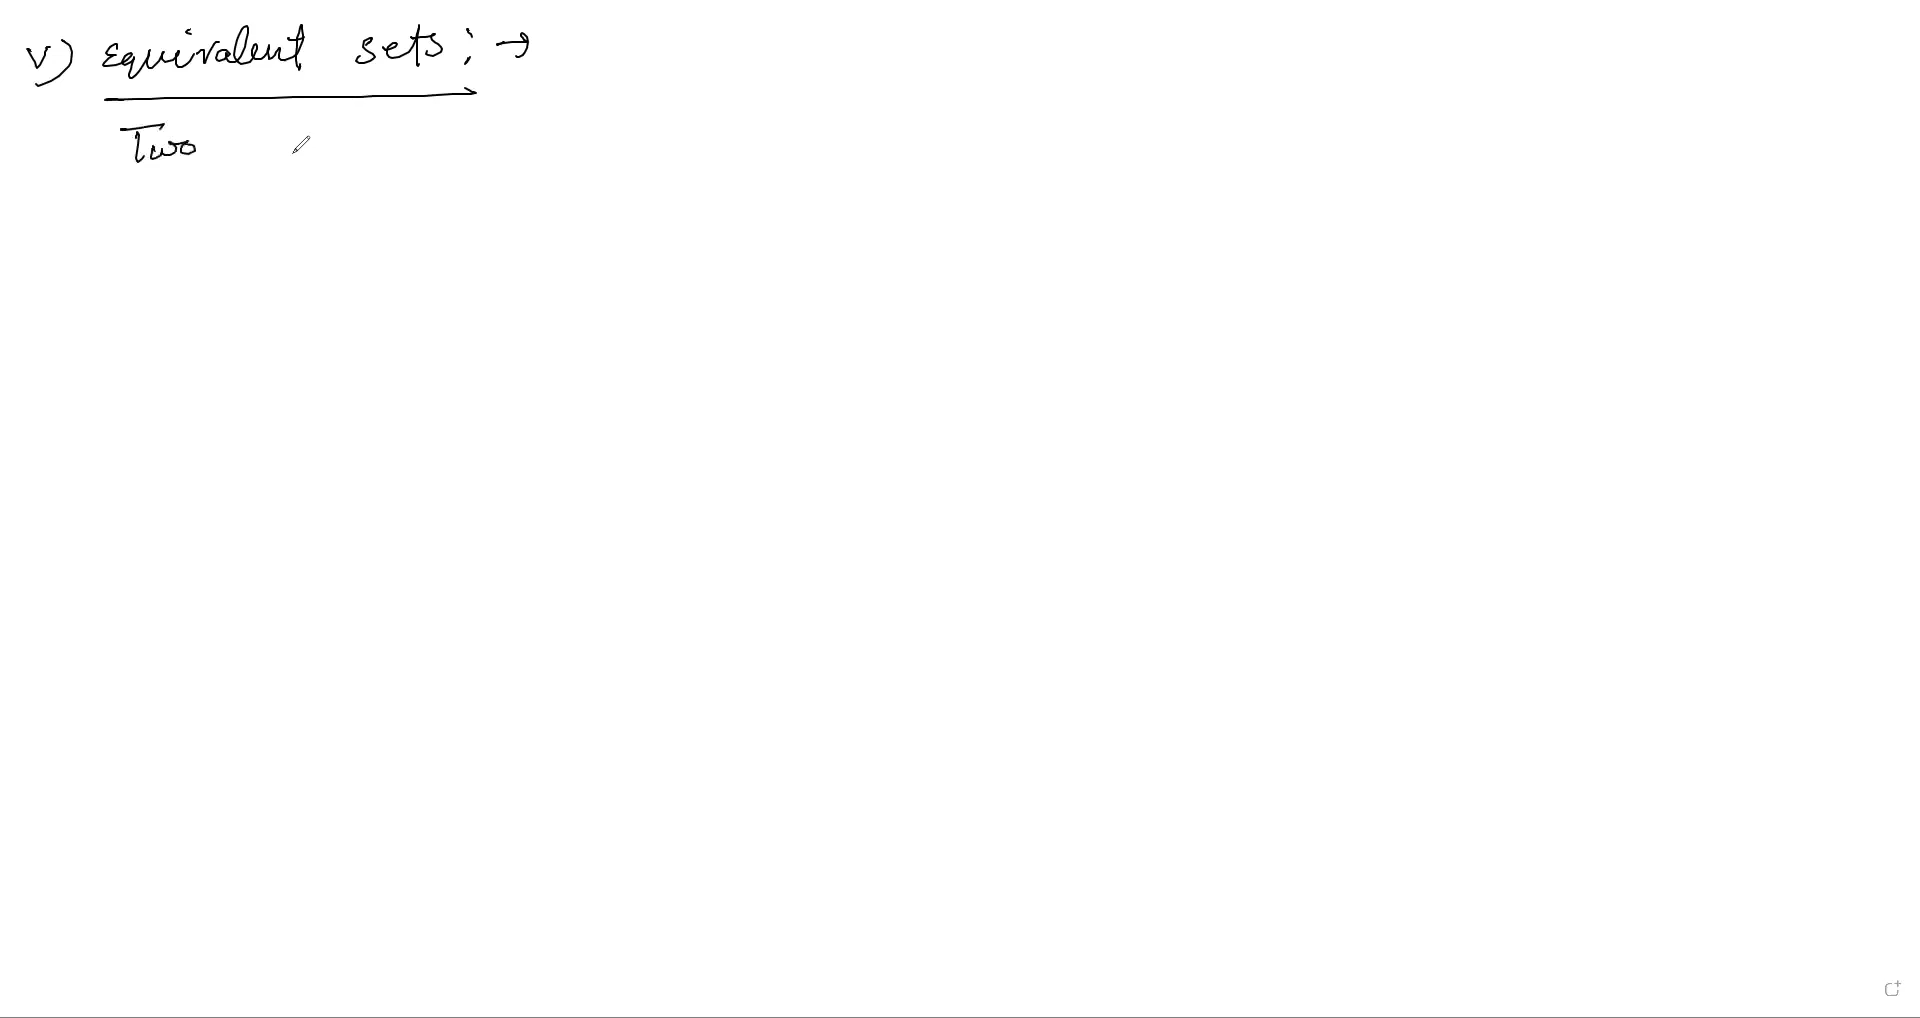 v) Equivalent sets: →
Two